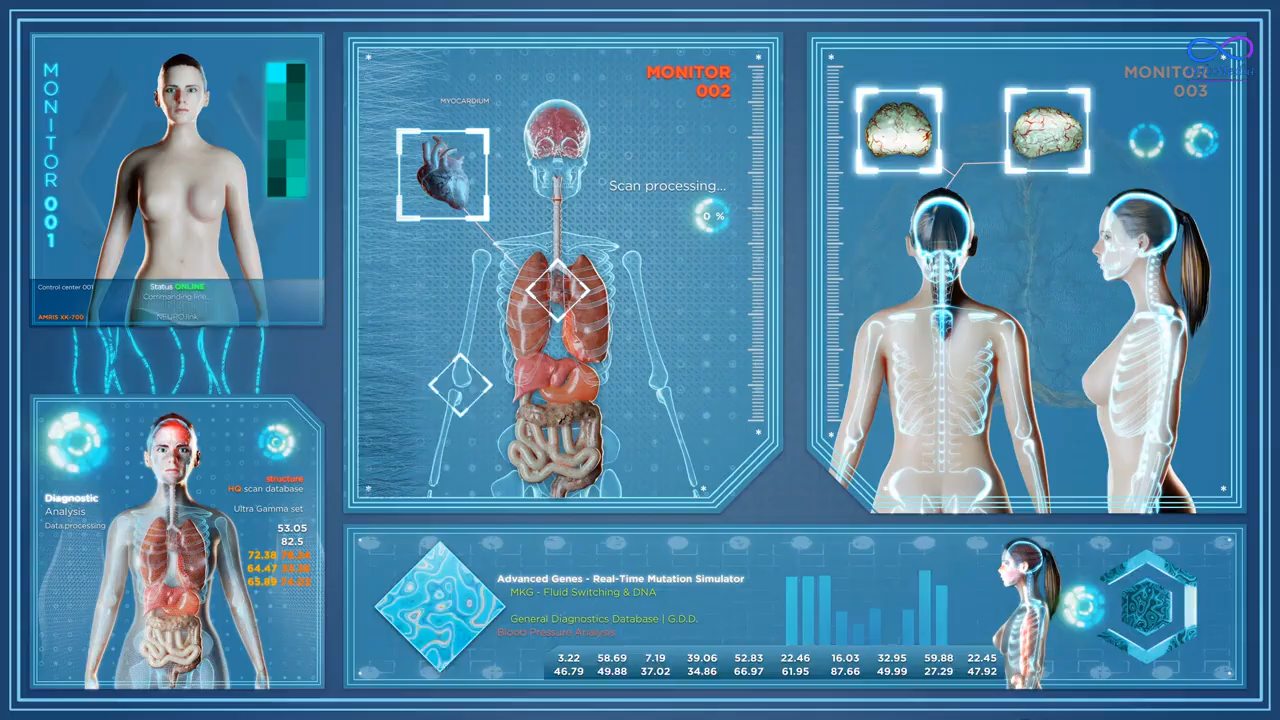 MONITOR 001
Control center 001
Status ONLINE
Commanding link..
AMRIS XK-700
NEURO link
MYOCARDIUM
MONITOR
002
Scan processing...
0 %
MONITOR
003
Diagnostic
Analysis
Data processing
structure
HQ scan database
Ultra Gamma set
53.05
82.5
72.38
64.47
65.89
Advanced Genes - Real-Time Mutation Simulator
MKG - Fluid Switching & DNA
General Diagnostics Database | G.D.D.
Blood Pressure Analysis
3.22 58.69 7.19 39.06 52.83 22.46 16.03 32.95 59.88 22.45
46.79 49.88 37.02 34.86 66.97 61.95 87.66 49.99 27.29 47.92